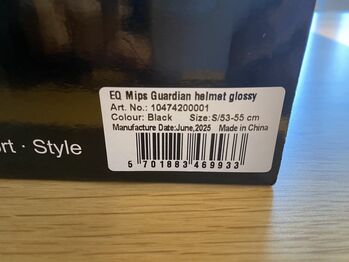 EQ Mips Guardian helmet glossy
Art. No.: 10474200001
Colour: Black Size:S/53-55 cm
Manufacture Date:June,2025 Made in China
5 701883 469933
rt · Style